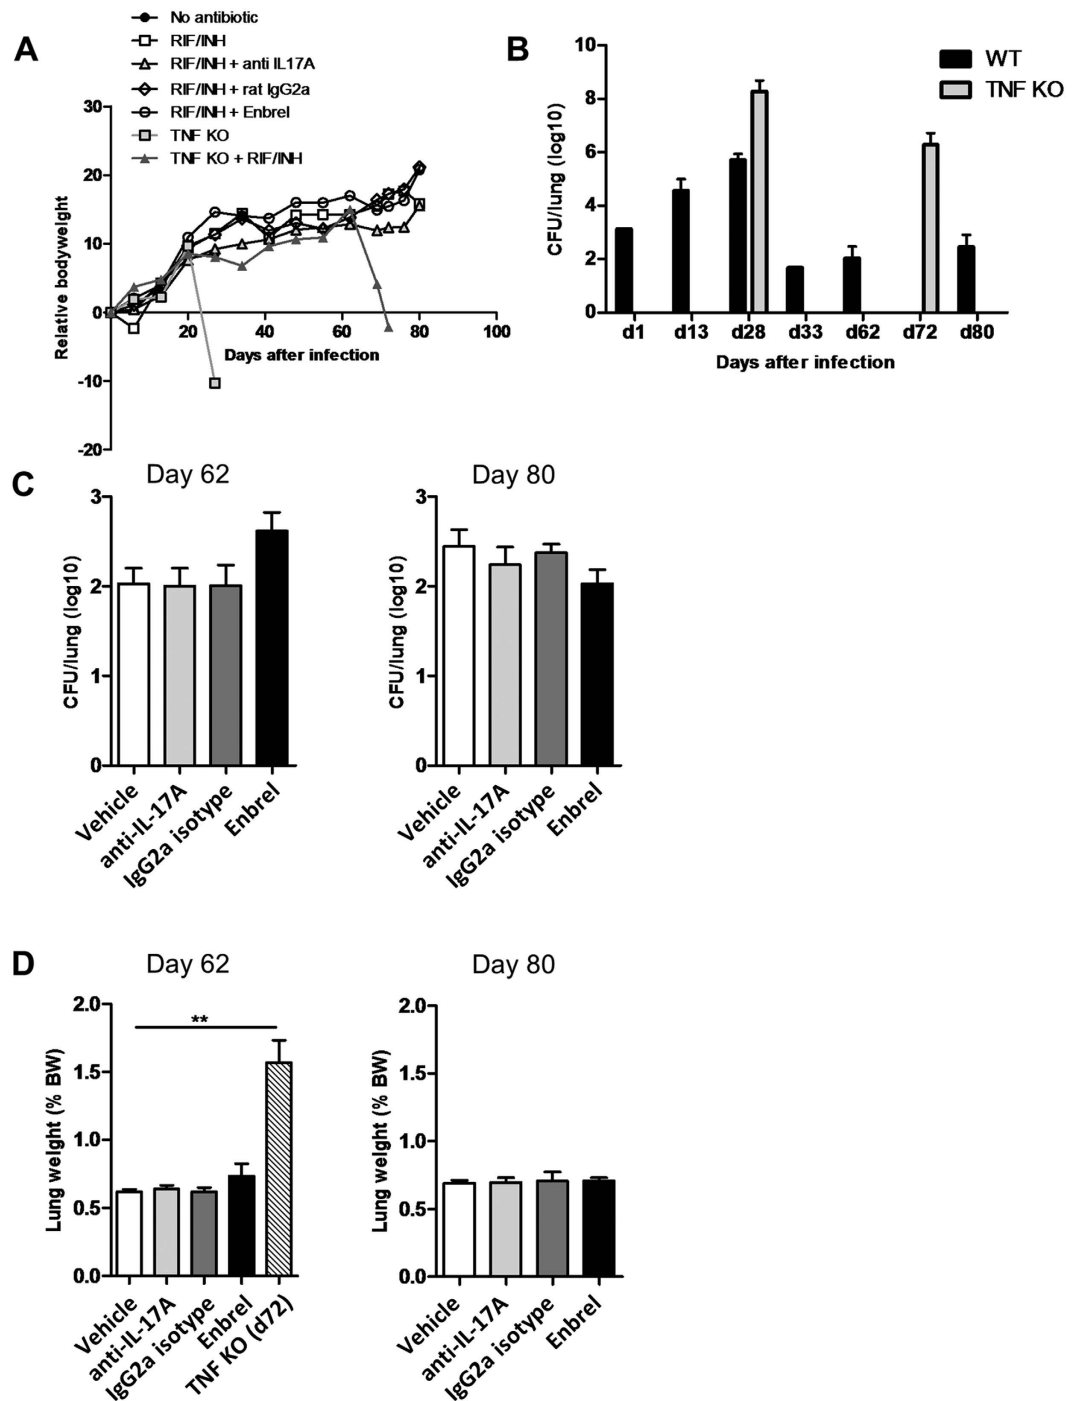 A
No antibiotic
RIF/INH
RIF/INH + anti IL17A
RIF/INH + rat IgG2a
RIF/INH + Enbrel
TNF KO
TNF KO + RIF/INH
30
20
10
0
-10
-20
20
40
60
80
100
Relative bodyweight
Days after infection
B
WT
TNF KO
10
8
6
4
2
0
CFU/lung (log10)
d1
d13
d28
d33
d62
d72
d80
Days after infection
C
Day 62
3
2
1
0
CFU/lung (log10)
Vehicle
anti-IL-17A
IgG2a isotype
Enbrel
Day 80
3
2
1
0
CFU/lung (log10)
Vehicle
anti-IL-17A
IgG2a isotype
Enbrel
D
Day 62
2.0
1.5
1.0
0.5
0.0
Lung weight (% BW)
**
Vehicle
anti-IL-17A
IgG2a isotype
Enbrel
TNF KO (d72)
Day 80
2.0
1.5
1.0
0.5
0.0
Lung weight (% BW)
Vehicle
anti-IL-17A
IgG2a isotype
Enbrel